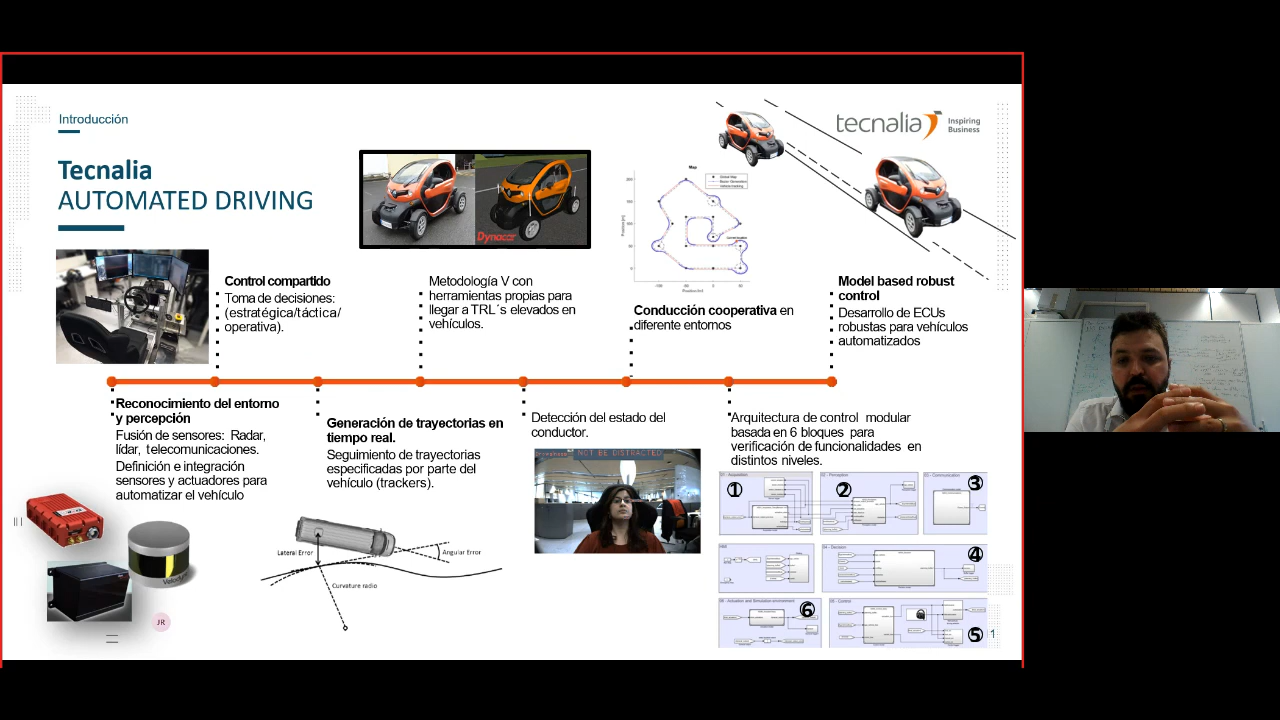 Introducción
tecnalia
Inspiring
Business
Tecnalia
AUTOMATED DRIVING
Dynacar
Map
Control compartido
Toma de decisiones:
(estratégica/táctica/
operativa).
Metodología V con
herramientas propias para
llegar a TRL´s elevados en
vehículos.
Conducción cooperativa en
diferente entornos
Model based robust
control
Desarrollo de ECUs
robustas para vehículos
automatizados
Reconocimiento del entorno
y percepción
Fusión de sensores: Radar,
lídar, telecomunicaciones.
Definición e integración
sensores y actuadores para
automatizar el vehículo
Generación de trayectorias en
tiempo real.
Seguimiento de trayectorias
especificadas por parte del
vehículo (trackers).
Detección del estado del
conductor.
NOT BE DISTRACTED
Arquitectura de control modular
basada en 6 bloques para
verificación de funcionalidades en
distintos niveles.
1
2
3
4
5
6
Lateral Error
Angular Error
Curvature radio
Velodyne
JR
1